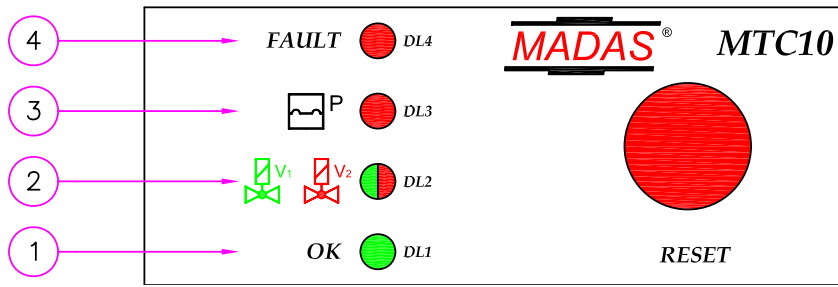 4 FAULT DL4 MADAS® MTC10
3 P DL3
2 V1 V2 DL2
1 OK DL1 RESET